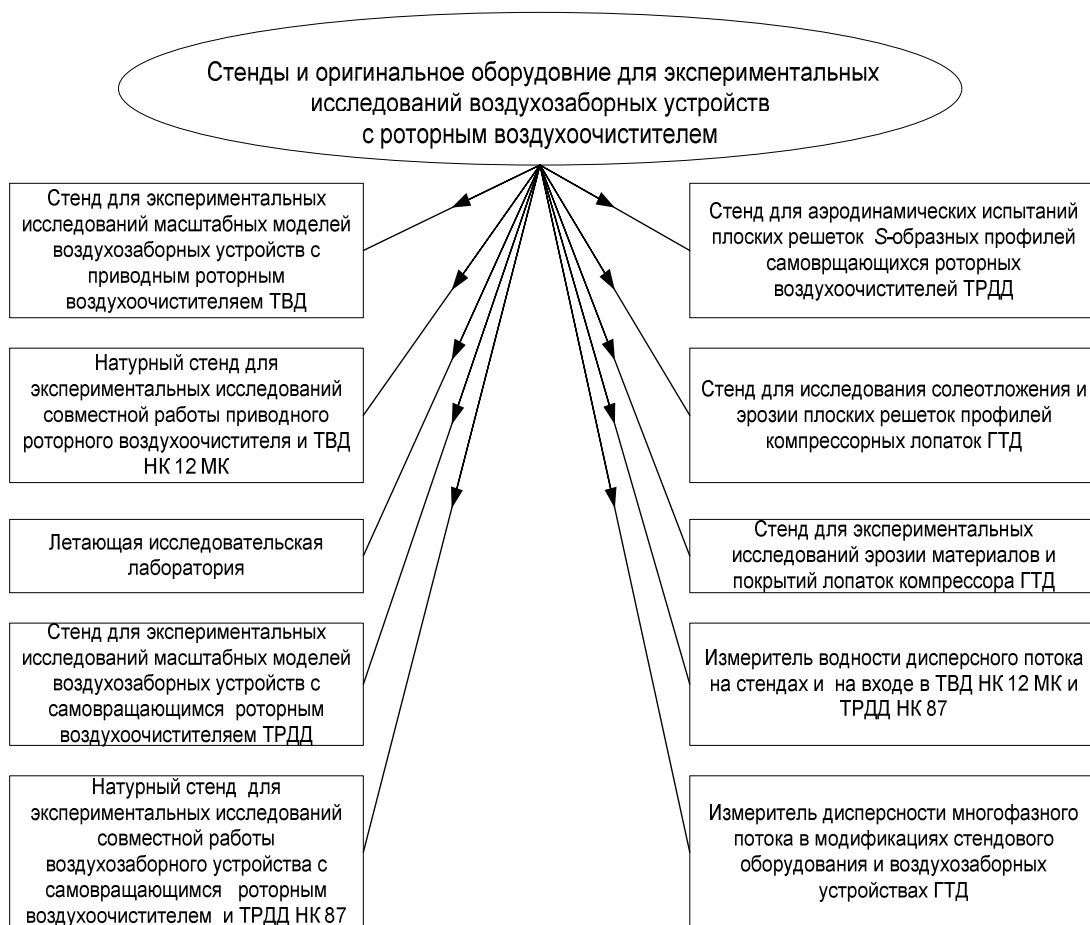 Стенды и оригинальное оборудовние для экспериментальных
исследований воздухозаборных устройств
с роторным воздухоочистителем
Стенд для экспериментальных
исследований масштабных моделей
воздухозаборных устройств с
приводным роторным
воздухоочистителяем ТВД
Натурный стенд для
экспериментальных исследований
совместной работы приводного
роторного воздухоочистителя и ТВД
НК 12 МК
Летающая исследовательская
лаборатория
Стенд для экспериментальных
исследований масштабных моделей
воздухозаборных устройств с
самовращающимся роторным
воздухоочистителяем ТРДД
Натурный стенд для
экспериментальных исследований
совместной работы
воздухозаборного устройства с
самовращающимся роторным
воздухоочистителем и ТРДД НК 87
Стенд для аэродинамических испытаний
плоских решеток S-образных профилей
самоврщающихся роторных
воздухоочистителей ТРДД
Стенд для исследования солеотложения и
эрозии плоских решеток профилей
компрессорных лопаток ГТД
Стенд для экспериментальных
исследований эрозии материалов и
покрытий лопаток компрессора ГТД
Измеритель водности дисперсного потока
на стендах и на входе в ТВД НК 12 МК и
ТРДД НК 87
Измеритель дисперсности многофазного
потока в модификациях стендового
оборудования и воздухозаборных
устройствах ГТД